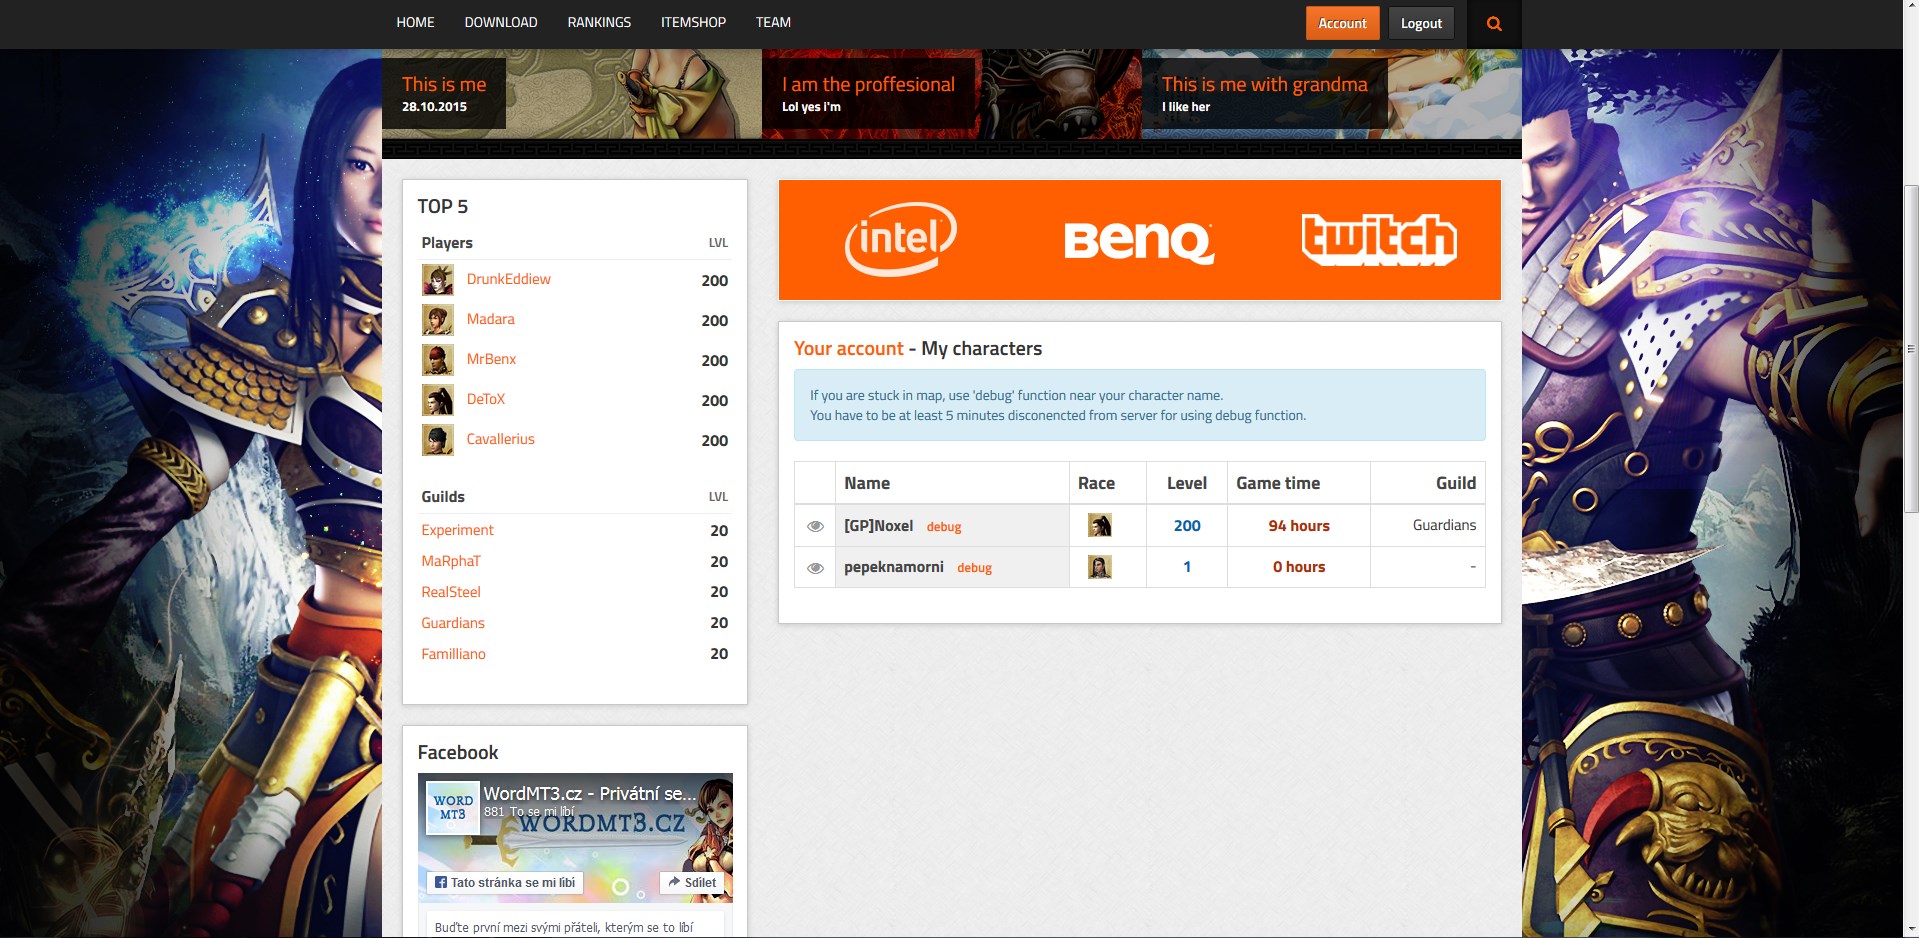 HOME DOWNLOAD RANKINGS ITEMSHOP TEAM Account Logout
This is me
28.10.2015
I am the proffesional
Lol yes i'm
This is me with grandma
I like her
TOP 5
Players LVL
DrunkEddiew 200
Madara 200
MrBenx 200
DeToX 200
Cavallerius 200
Guilds LVL
Experiment 20
MaRphaT 20
RealSteel 20
Guardians 20
Familliano 20
Facebook
WORD
MT3
WordMT3.cz - Privátní se...
881 To se mi líbí
WORDMT3.CZ
Tato stránka se mi líbí
Sdílet
Buďte první mezi svými přáteli, kterým se to líbí
intel BenQ twitch
Your account - My characters
If you are stuck in map, use 'debug' function near your character name.
You have to be at least 5 minutes disconencted from server for using debug function.
Name Race Level Game time Guild
[GP]Noxel debug 200 94 hours Guardians
pepeknamorni debug 1 0 hours -